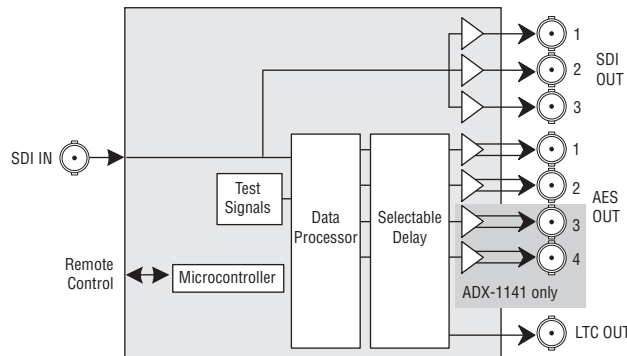 1
SDI
2
OUT
3
SDI IN
1
Test
Signals
2
AES
OUT
Data
Processor
Selectable
Delay
3
Remote
Control
Microcontroller
4
ADX-1141 only
LTC OUT